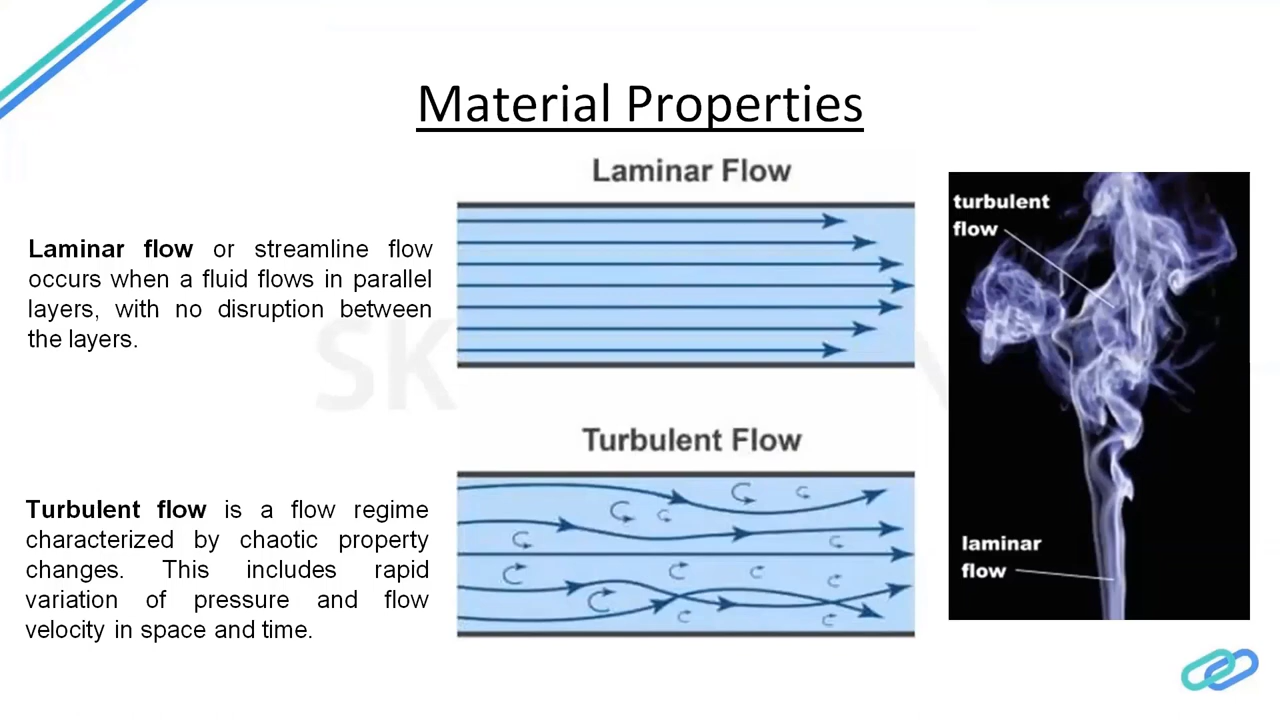 Material Properties
Laminar Flow
Laminar flow or streamline flow
occurs when a fluid flows in parallel
layers, with no disruption between
the layers.
Turbulent Flow
Turbulent flow is a flow regime
characterized by chaotic property
changes. This includes rapid
variation of pressure and flow
velocity in space and time.
turbulent
flow
laminar
flow
SK